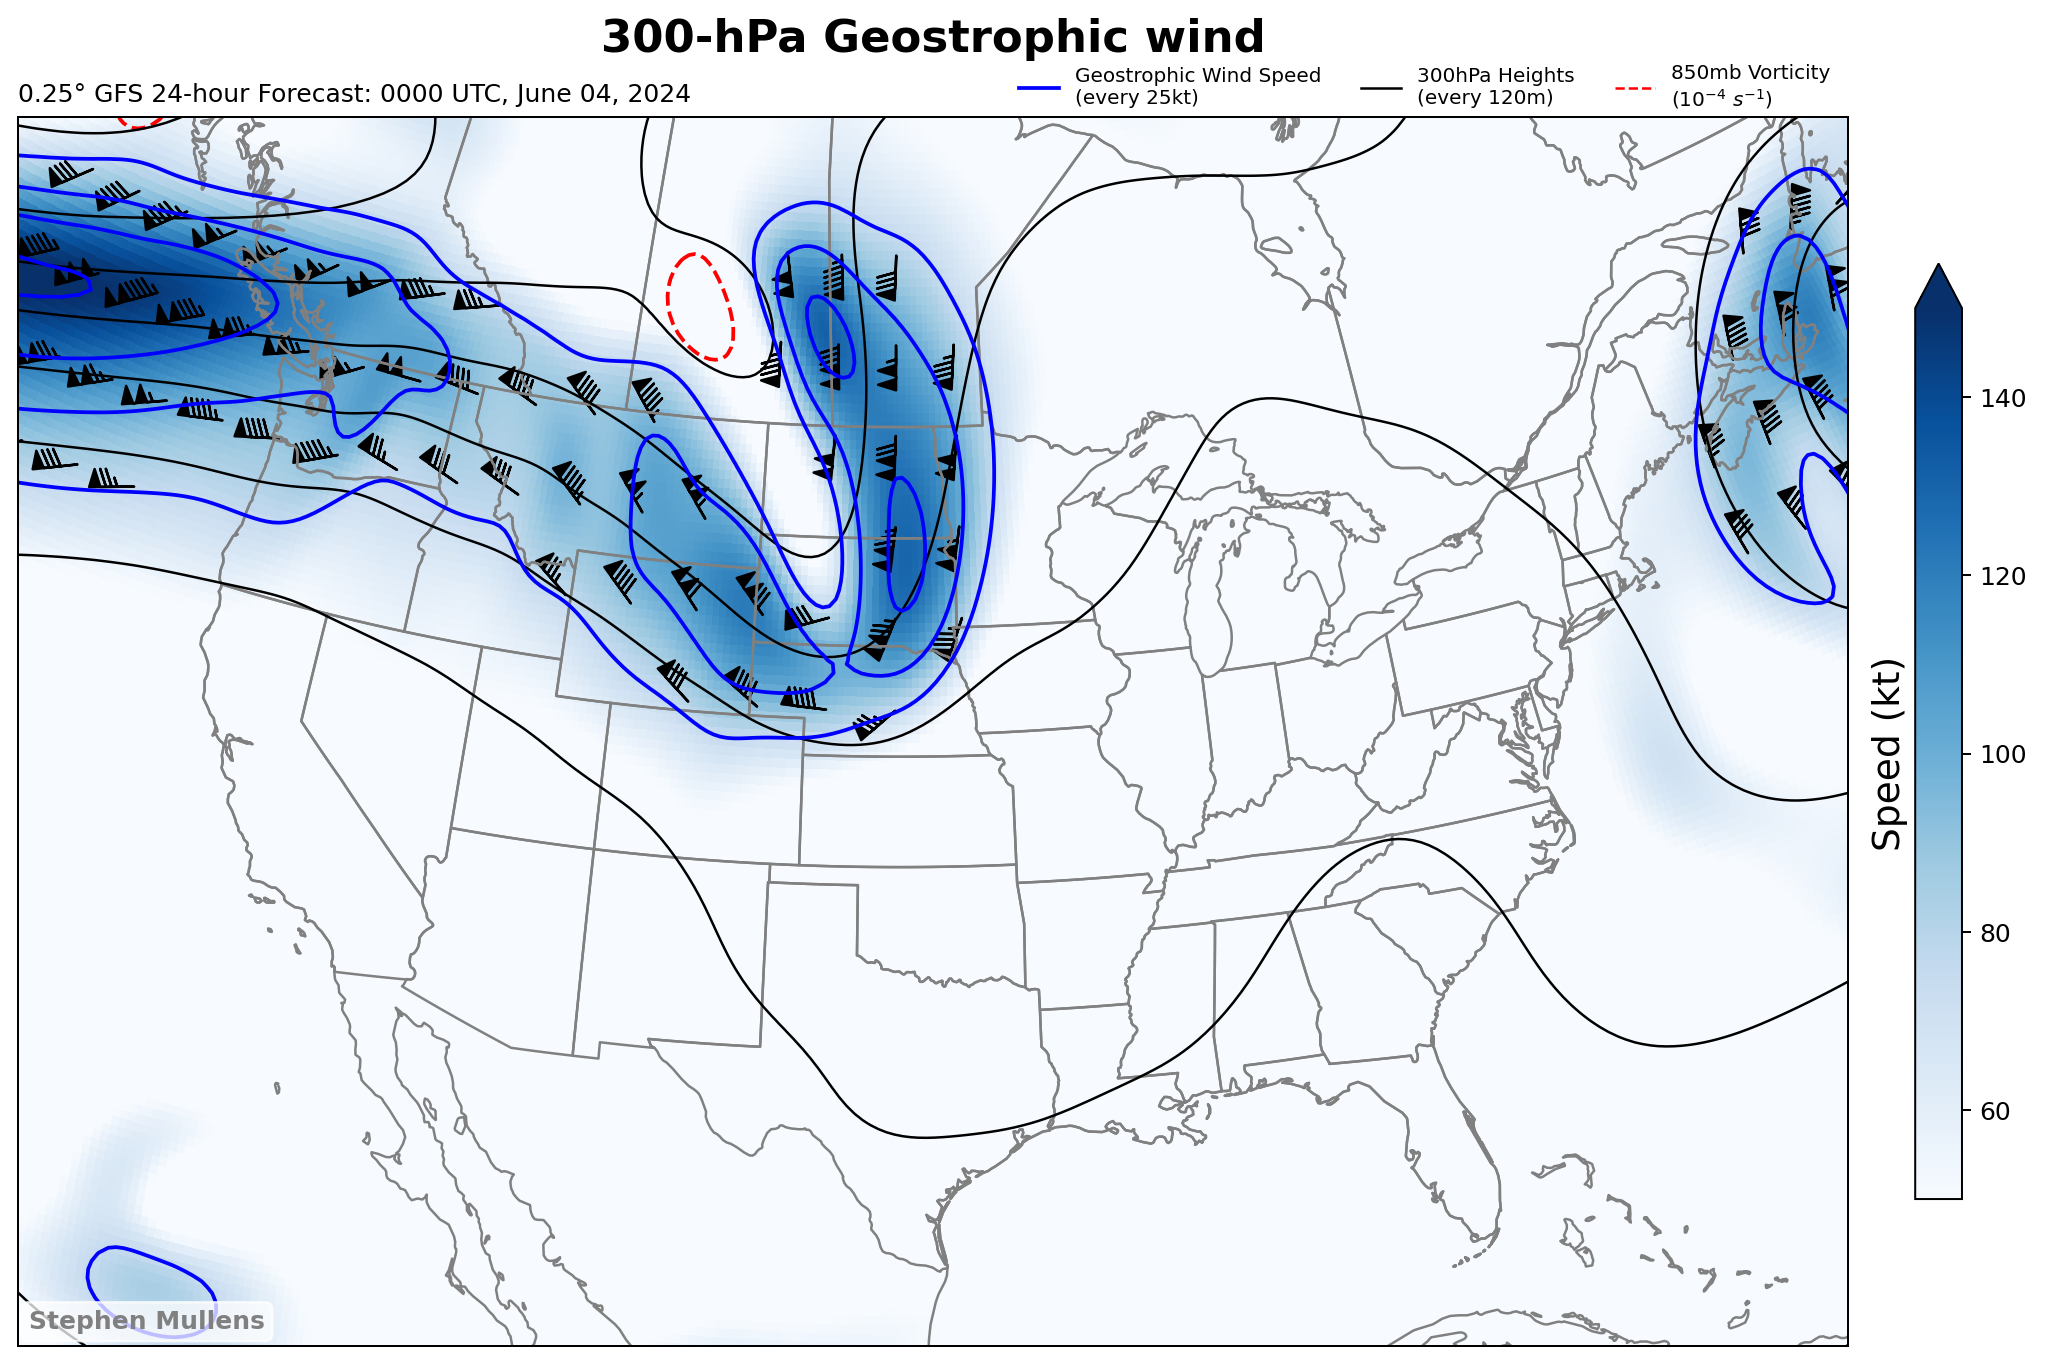 300-hPa Geostrophic wind
0.25° GFS 24-hour Forecast: 0000 UTC, June 04, 2024
Geostrophic Wind Speed
(every 25kt)
300hPa Heights
(every 120m)
850mb Vorticity
(10⁻⁴ s⁻¹)
140
120
100
80
60
Speed (kt)
Stephen Mullens